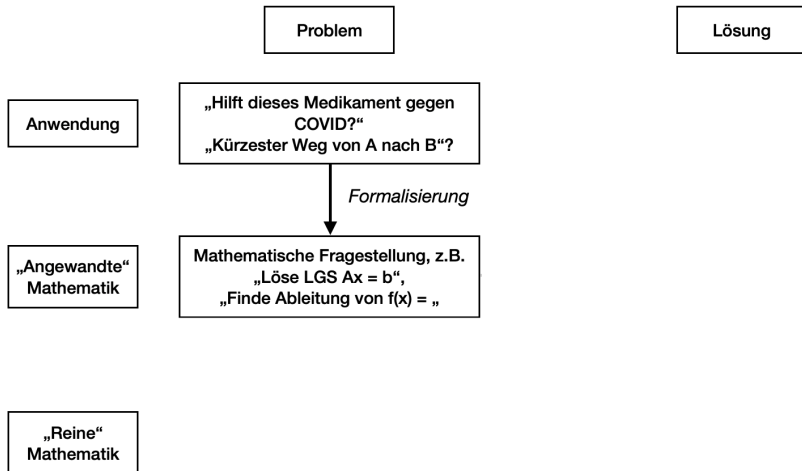 Problem
Lösung
Anwendung
„Hilft dieses Medikament gegen
COVID?“
„Kürzester Weg von A nach B“?
Formalisierung
„Angewandte“
Mathematik
Mathematische Fragestellung, z.B.
„Löse LGS Ax = b“,
„Finde Ableitung von f(x) = „
„Reine“
Mathematik